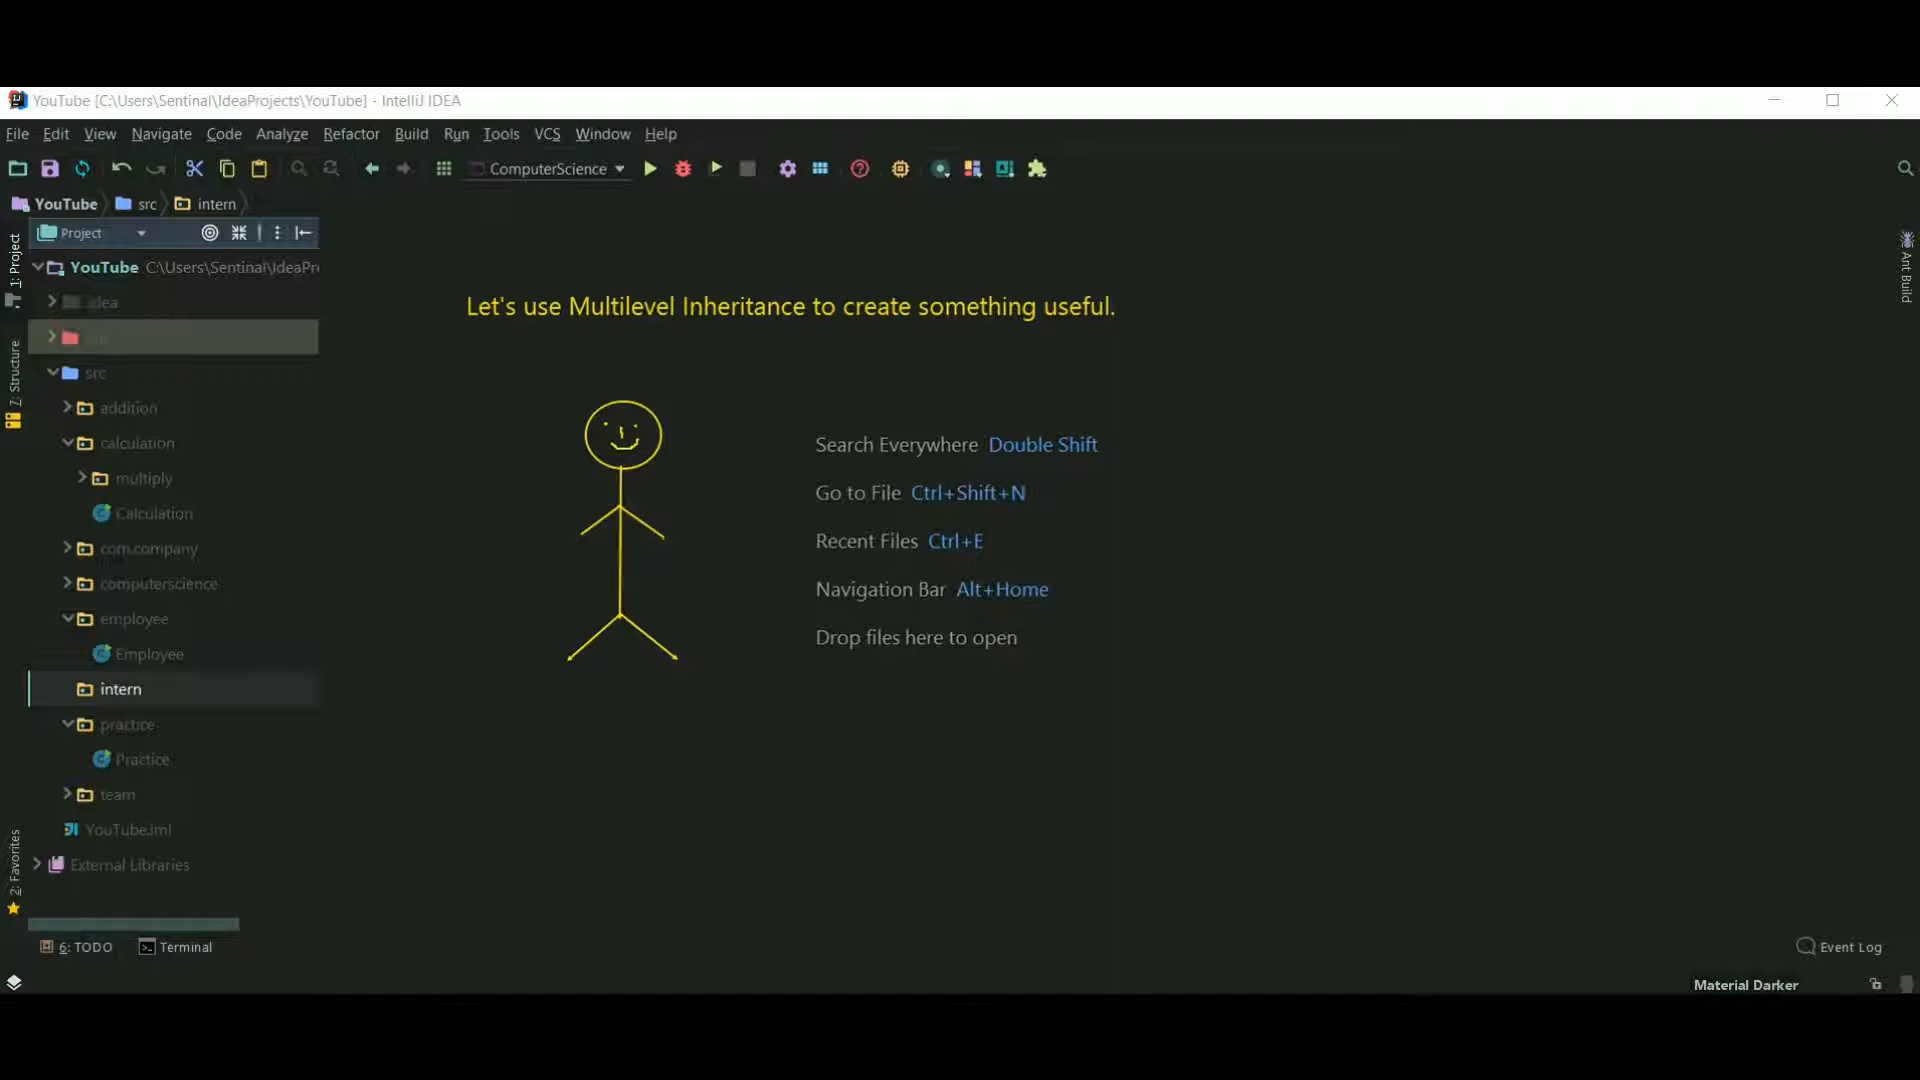 YouTube [C:\Users\Sentinal\IdeaProjects\YouTube] - IntelliJ IDEA
File Edit View Navigate Code Analyze Refactor Build Run Tools VCS Window Help
ComputerScience
YouTube src intern
Project
YouTube C:\Users\Sentinal\IdeaPr
1: Project
7: Structure
2: Favorites
Ant Build
.idea
src
addition
calculation
multiply
Calculation
com.company
computerscience
employee
Employee
intern
practice
Practice
team
YouTube.iml
External Libraries
Let's use Multilevel Inheritance to create something useful.
Search Everywhere Double Shift
Go to File Ctrl+Shift+N
Recent Files Ctrl+E
Navigation Bar Alt+Home
Drop files here to open
6: TODO Terminal
Event Log
Material Darker